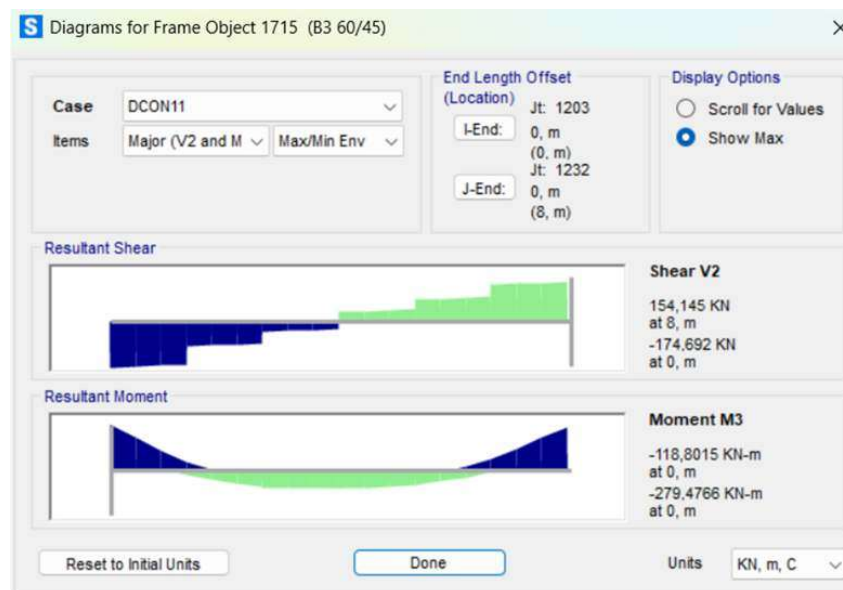 S Diagrams for Frame Object 1715 (B3 60/45)
Case DCON11
Items Major (V2 and M Max/Min Env
End Length Offset
(Location)
Jt: 1203
I-End: 0, m
(0, m)
Jt: 1232
J-End: 0, m
(8, m)
Display Options
Scroll for Values
Show Max
Resultant Shear
Shear V2
154,145 KN
at 8, m
-174,692 KN
at 0, m
Resultant Moment
Moment M3
-118,8015 KN-m
at 0, m
-279,4766 KN-m
at 0, m
Reset to Initial Units Done Units KN, m, C